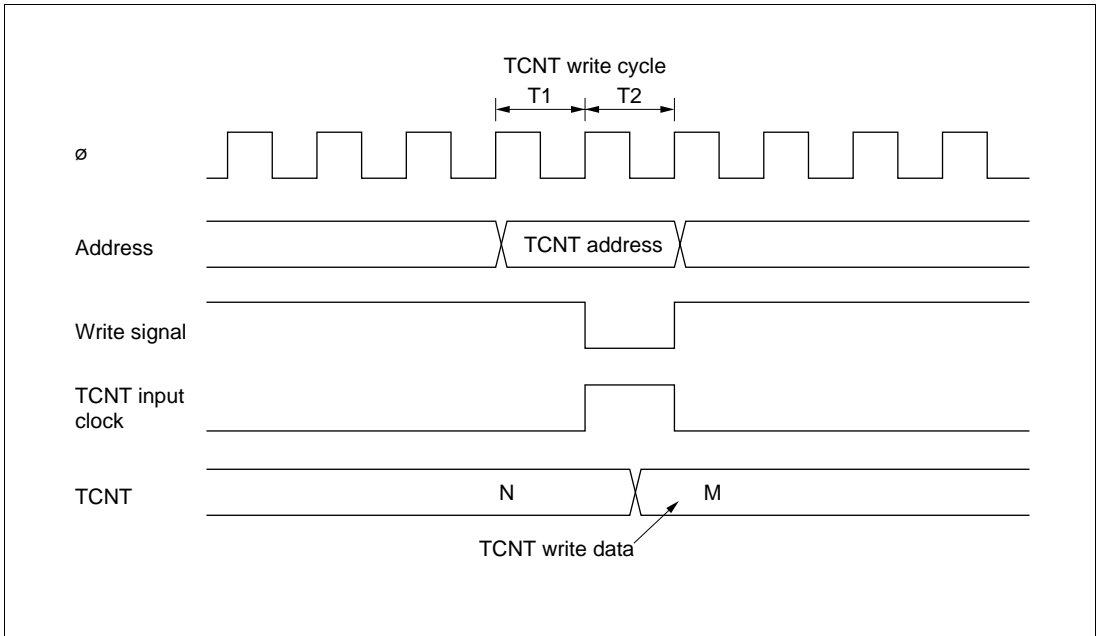 TCNT write cycle
T1 T2
ø
Address
TCNT address
Write signal
TCNT input
clock
TCNT
N
M
TCNT write data